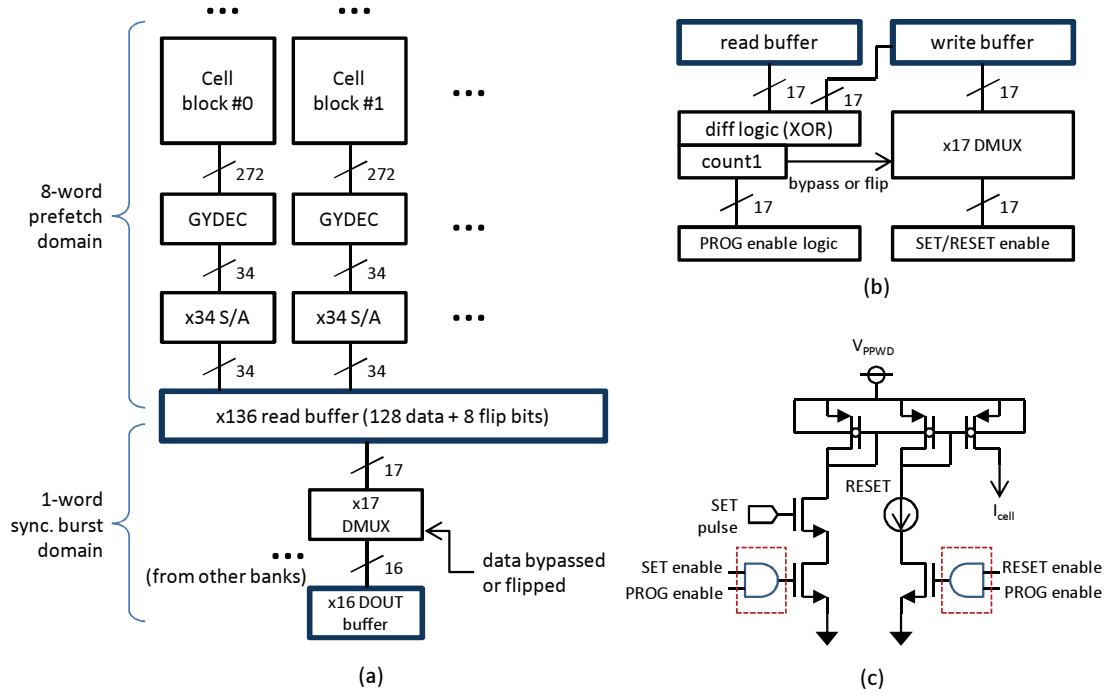 •••
•••
Cell
block #0
Cell
block #1
•••
272
272
8-word
prefetch
domain
GYDEC
GYDEC
•••
34
34
x34 S/A
x34 S/A
•••
34
34
x136 read buffer (128 data + 8 flip bits)
17
1-word
sync. burst
domain
x17
DMUX
•••
(from other banks)
16
data bypassed
or flipped
x16 DOUT
buffer
(a)
read buffer
write buffer
17
17
17
diff logic (XOR)
count1
x17 DMUX
bypass or flip
17
17
PROG enable logic
SET/RESET enable
(b)
VPPWD
RESET
Icell
SET
pulse
SET enable
PROG enable
RESET enable
PROG enable
(c)